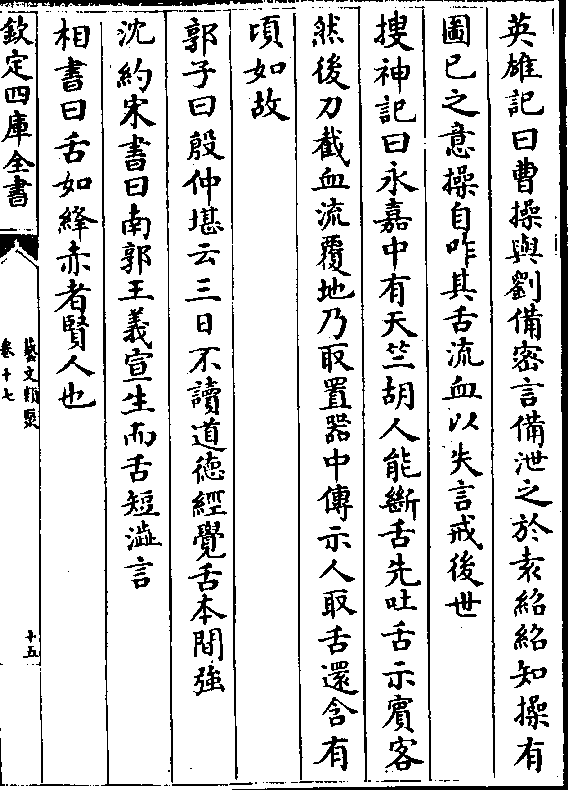 英雄記曰曹操與劉備密言備泄之於袁紹紹知操有
圖已之意操自咋其舌流血以失言戒後世
搜神記曰永嘉中有天竺胡人能斷舌先吐舌示賓客
然後刀截血流覆地乃取置器中傳示人取舌還含有
頃如故
郭子曰殷仲堪云三日不讀道德經覺舌本間強
沈約宋書曰南郭王義宣生而舌短澁言
相書曰舌如絳赤者賢人也
欽定四庫全書
藝文類聚
卷十七
十五